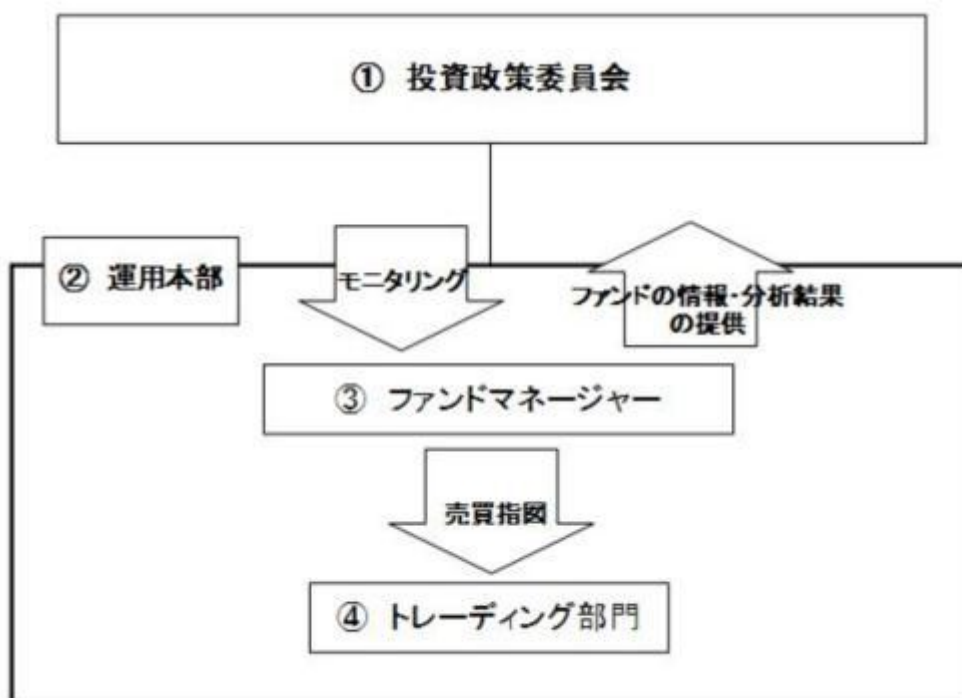 ① 投資政策委員会
② 運用本部
モニタリング
ファンドの情報・分析結果
の提供
③ ファンドマネージャー
売買指図
④ トレーディング部門